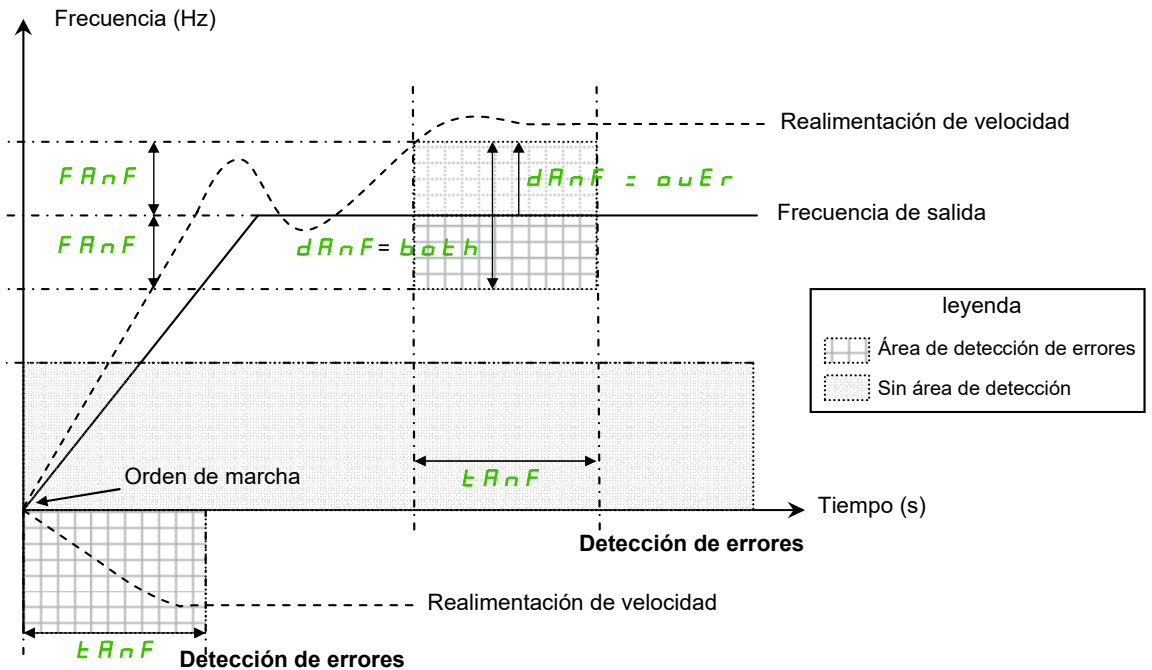 Frecuencia (Hz)
Realimentación de velocidad
FAnF
dAnF = ovEr
Frecuencia de salida
FAnF
dAnF = both
leyenda
Área de detección de errores
Sin área de detección
tAnF
Orden de marcha
Tiempo (s)
Detección de errores
Realimentación de velocidad
tAnF
Detección de errores